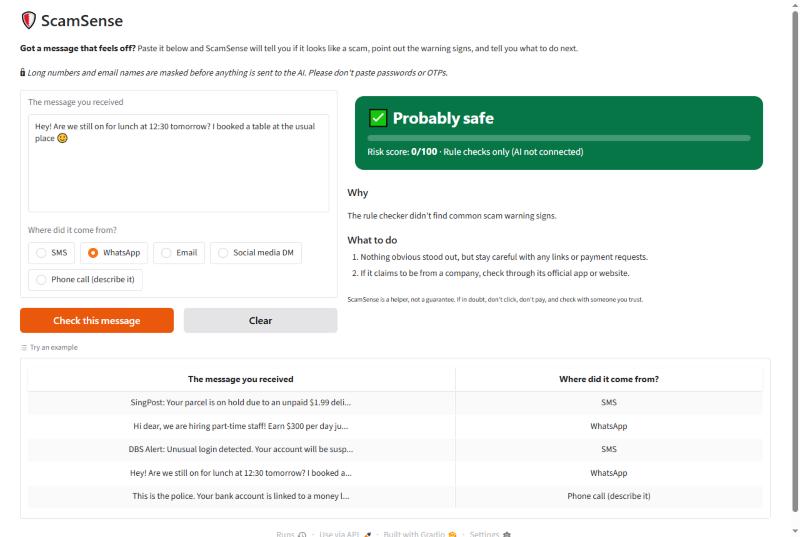 ScamSense
Got a message that feels off? Paste it below and ScamSense will tell you if it looks like a scam, point out the warning signs, and tell you what to do next.
Long numbers and email names are masked before anything is sent to the AI. Please don't paste passwords or OTPs.
The message you received
Hey! Are we still on for lunch at 12:30 tomorrow? I booked a table at the usual
place 😊
Where did it come from?
SMS
WhatsApp
Email
Social media DM
Phone call (describe it)
Check this message
Clear
✅ Probably safe
Risk score: 0/100 · Rule checks only (AI not connected)
Why
The rule checker didn't find common scam warning signs.
What to do
1. Nothing obvious stood out, but stay careful with any links or payment requests.
2. If it claims to be from a company, check through its official app or website.
ScamSense is a helper, not a guarantee. If in doubt, don't click, don't pay, and check with someone you trust.
Try an example
The message you received Where did it come from?
SingPost: Your parcel is on hold due to an unpaid $1.99 deli... SMS
Hi dear, we are hiring part-time staff! Earn $300 per day ju... WhatsApp
DBS Alert: Unusual login detected. Your account will be susp... SMS
Hey! Are we still on for lunch at 12:30 tomorrow? I booked a... WhatsApp
This is the police. Your bank account is linked to a money l... Phone call (describe it)
Runs · Use via API · Built with Gradio · Settings